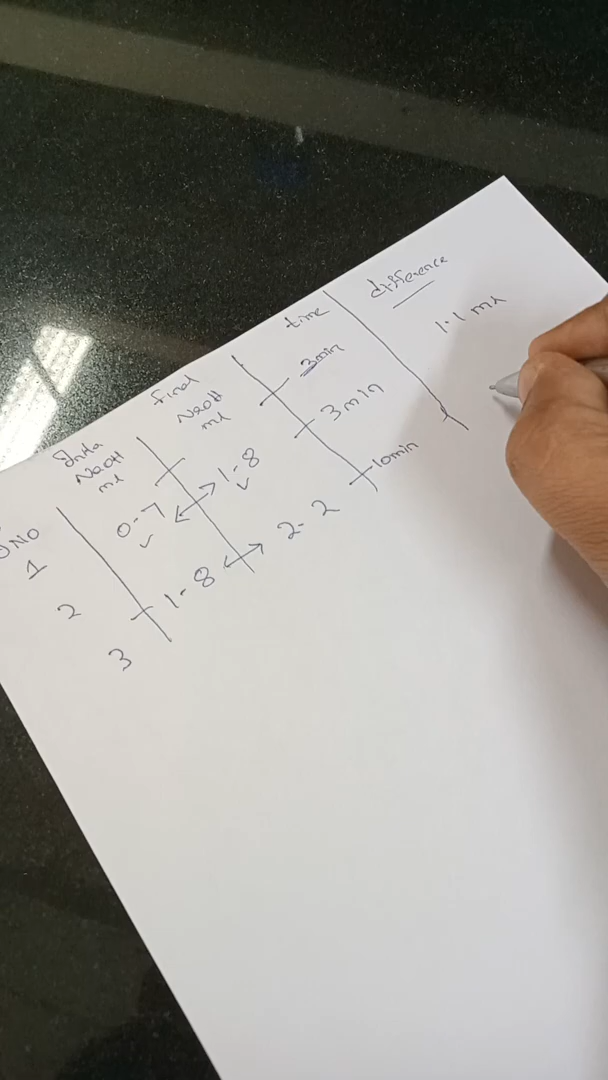 S.NO Inta NaOH ml Final NaOH ml time difference
1 3min
2 0-7 1-8 3min 1.1 ml
3 1-8 2-2 10min